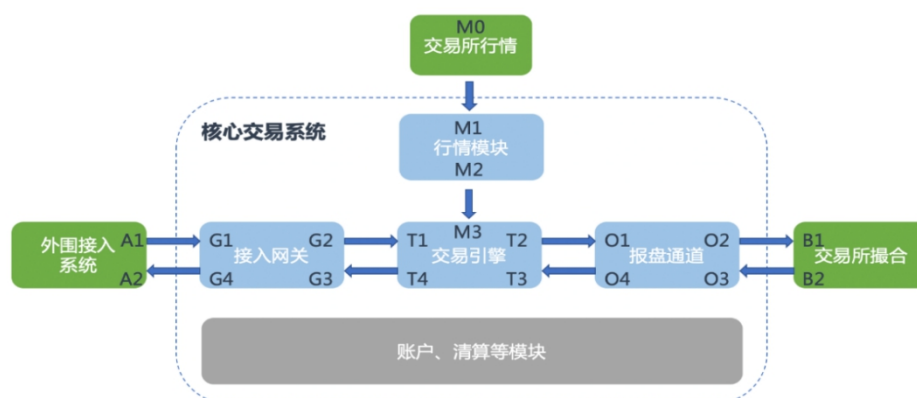 M0
交易所行情
核心交易系统
M1
行情模块
M2
外围接入
系统
A1
A2
G1
G2
接入网关
G4
G3
M3
T1
T2
交易引擎
T4
T3
O1
O2
报盘通道
O4
O3
B1
交易所撮合
B2
账户、清算等模块